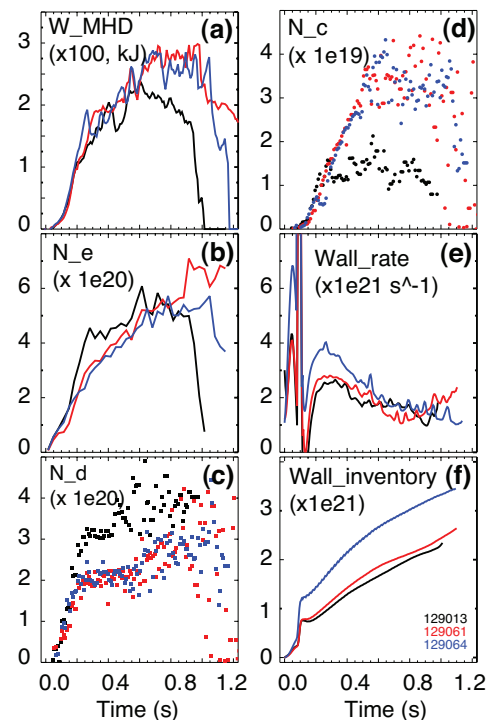 W_MHD (a)
(x100, kJ)
3
2
1
0
N_c (d)
(x 1e19)
4
3
2
1
0
N_e (b)
(x 1e20)
6
4
2
0
Wall_rate (e)
(x1e21 s^-1)
6
4
2
0
N_d (c)
(x 1e20)
4
3
2
1
0
Wall_inventory (f)
(x1e21)
3
2
1
0
129013
129061
129064
0.0 0.4 0.8 1.2
0.0 0.4 0.8 1.2
Time (s)
Time (s)